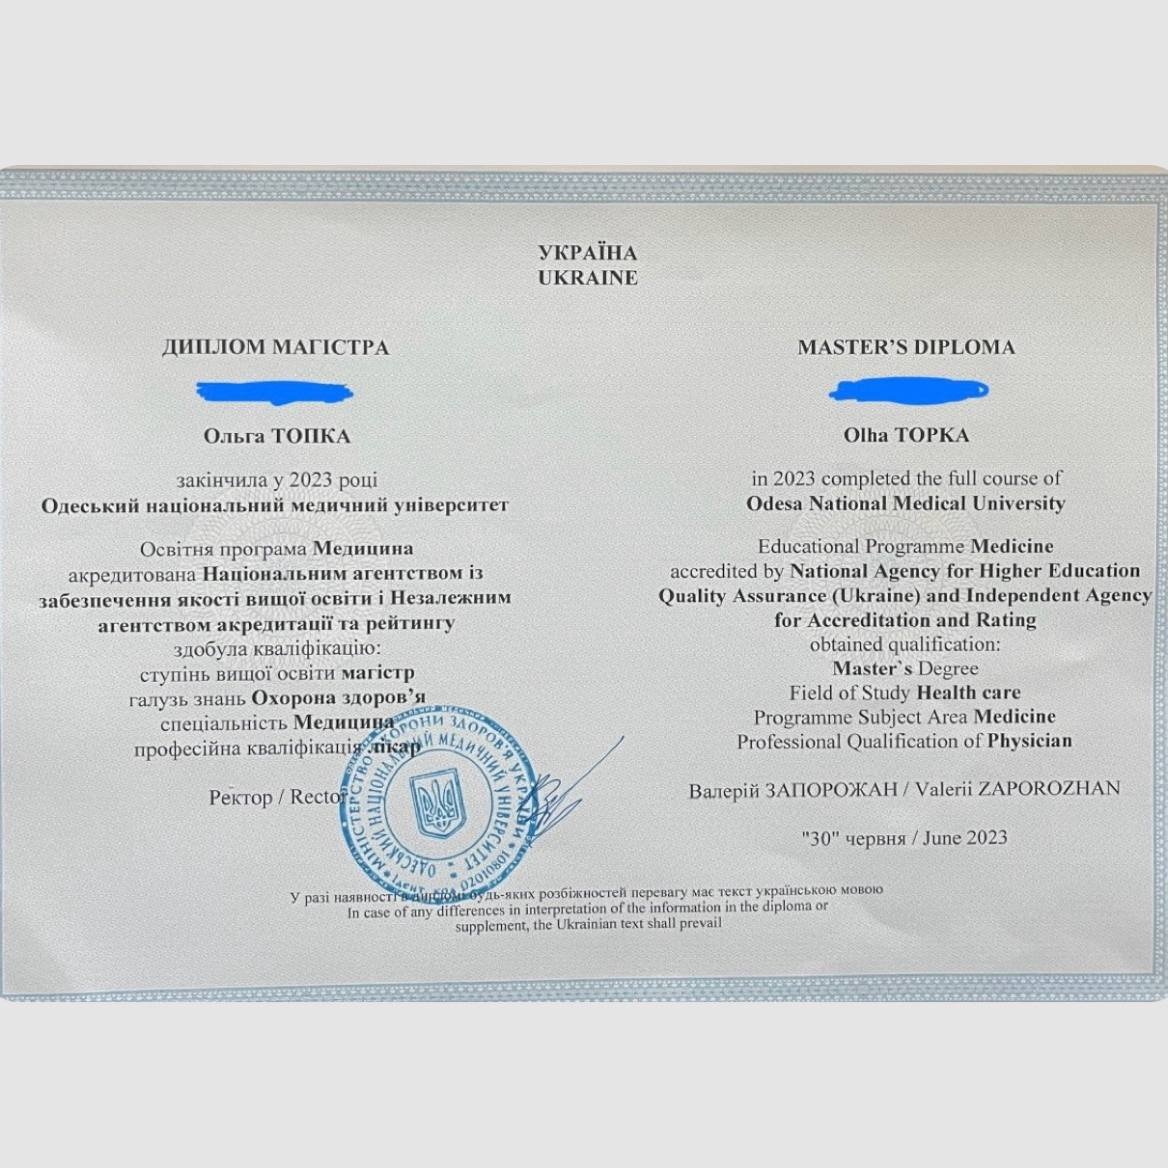 УКРАЇНА
UKRAINE
ДИПЛОМ МАГІСТРА
Ольга ТОПКА
закінчила у 2023 році
Одеський національний медичний університет
Освітня програма Медицина
акредитована Національним агентством із
забезпечення якості вищої освіти і Незалежним
агентством акредитації та рейтингу
здобула кваліфікацію:
ступінь вищої освіти магістр
галузь знань Охорона здоров’я
спеціальність Медицина
професійна кваліфікація лікар
Ректор / Rector
MASTER’S DIPLOMA
Olha TOPKA
in 2023 completed the full course of
Odesa National Medical University
Educational Programme Medicine
accredited by National Agency for Higher Education
Quality Assurance (Ukraine) and Independent Agency
for Accreditation and Rating
obtained qualification:
Master`s Degree
Field of Study Health care
Programme Subject Area Medicine
Professional Qualification of Physician
Валерій ЗАПОРОЖАН / Valerii ZAPOROZHAN
"30" червня / June 2023
МІНІСТЕРСТВО ОХОРОНИ ЗДОРОВ'Я УКРАЇНИ
ОДЕСЬКИЙ НАЦІОНАЛЬНИЙ МЕДИЧНИЙ УНІВЕРСИТЕТ
02010801
У разі наявності в дипломі будь-яких розбіжностей перевагу має текст українською мовою
In case of any differences in interpretation of the information in the diploma or
supplement, the Ukrainian text shall prevail